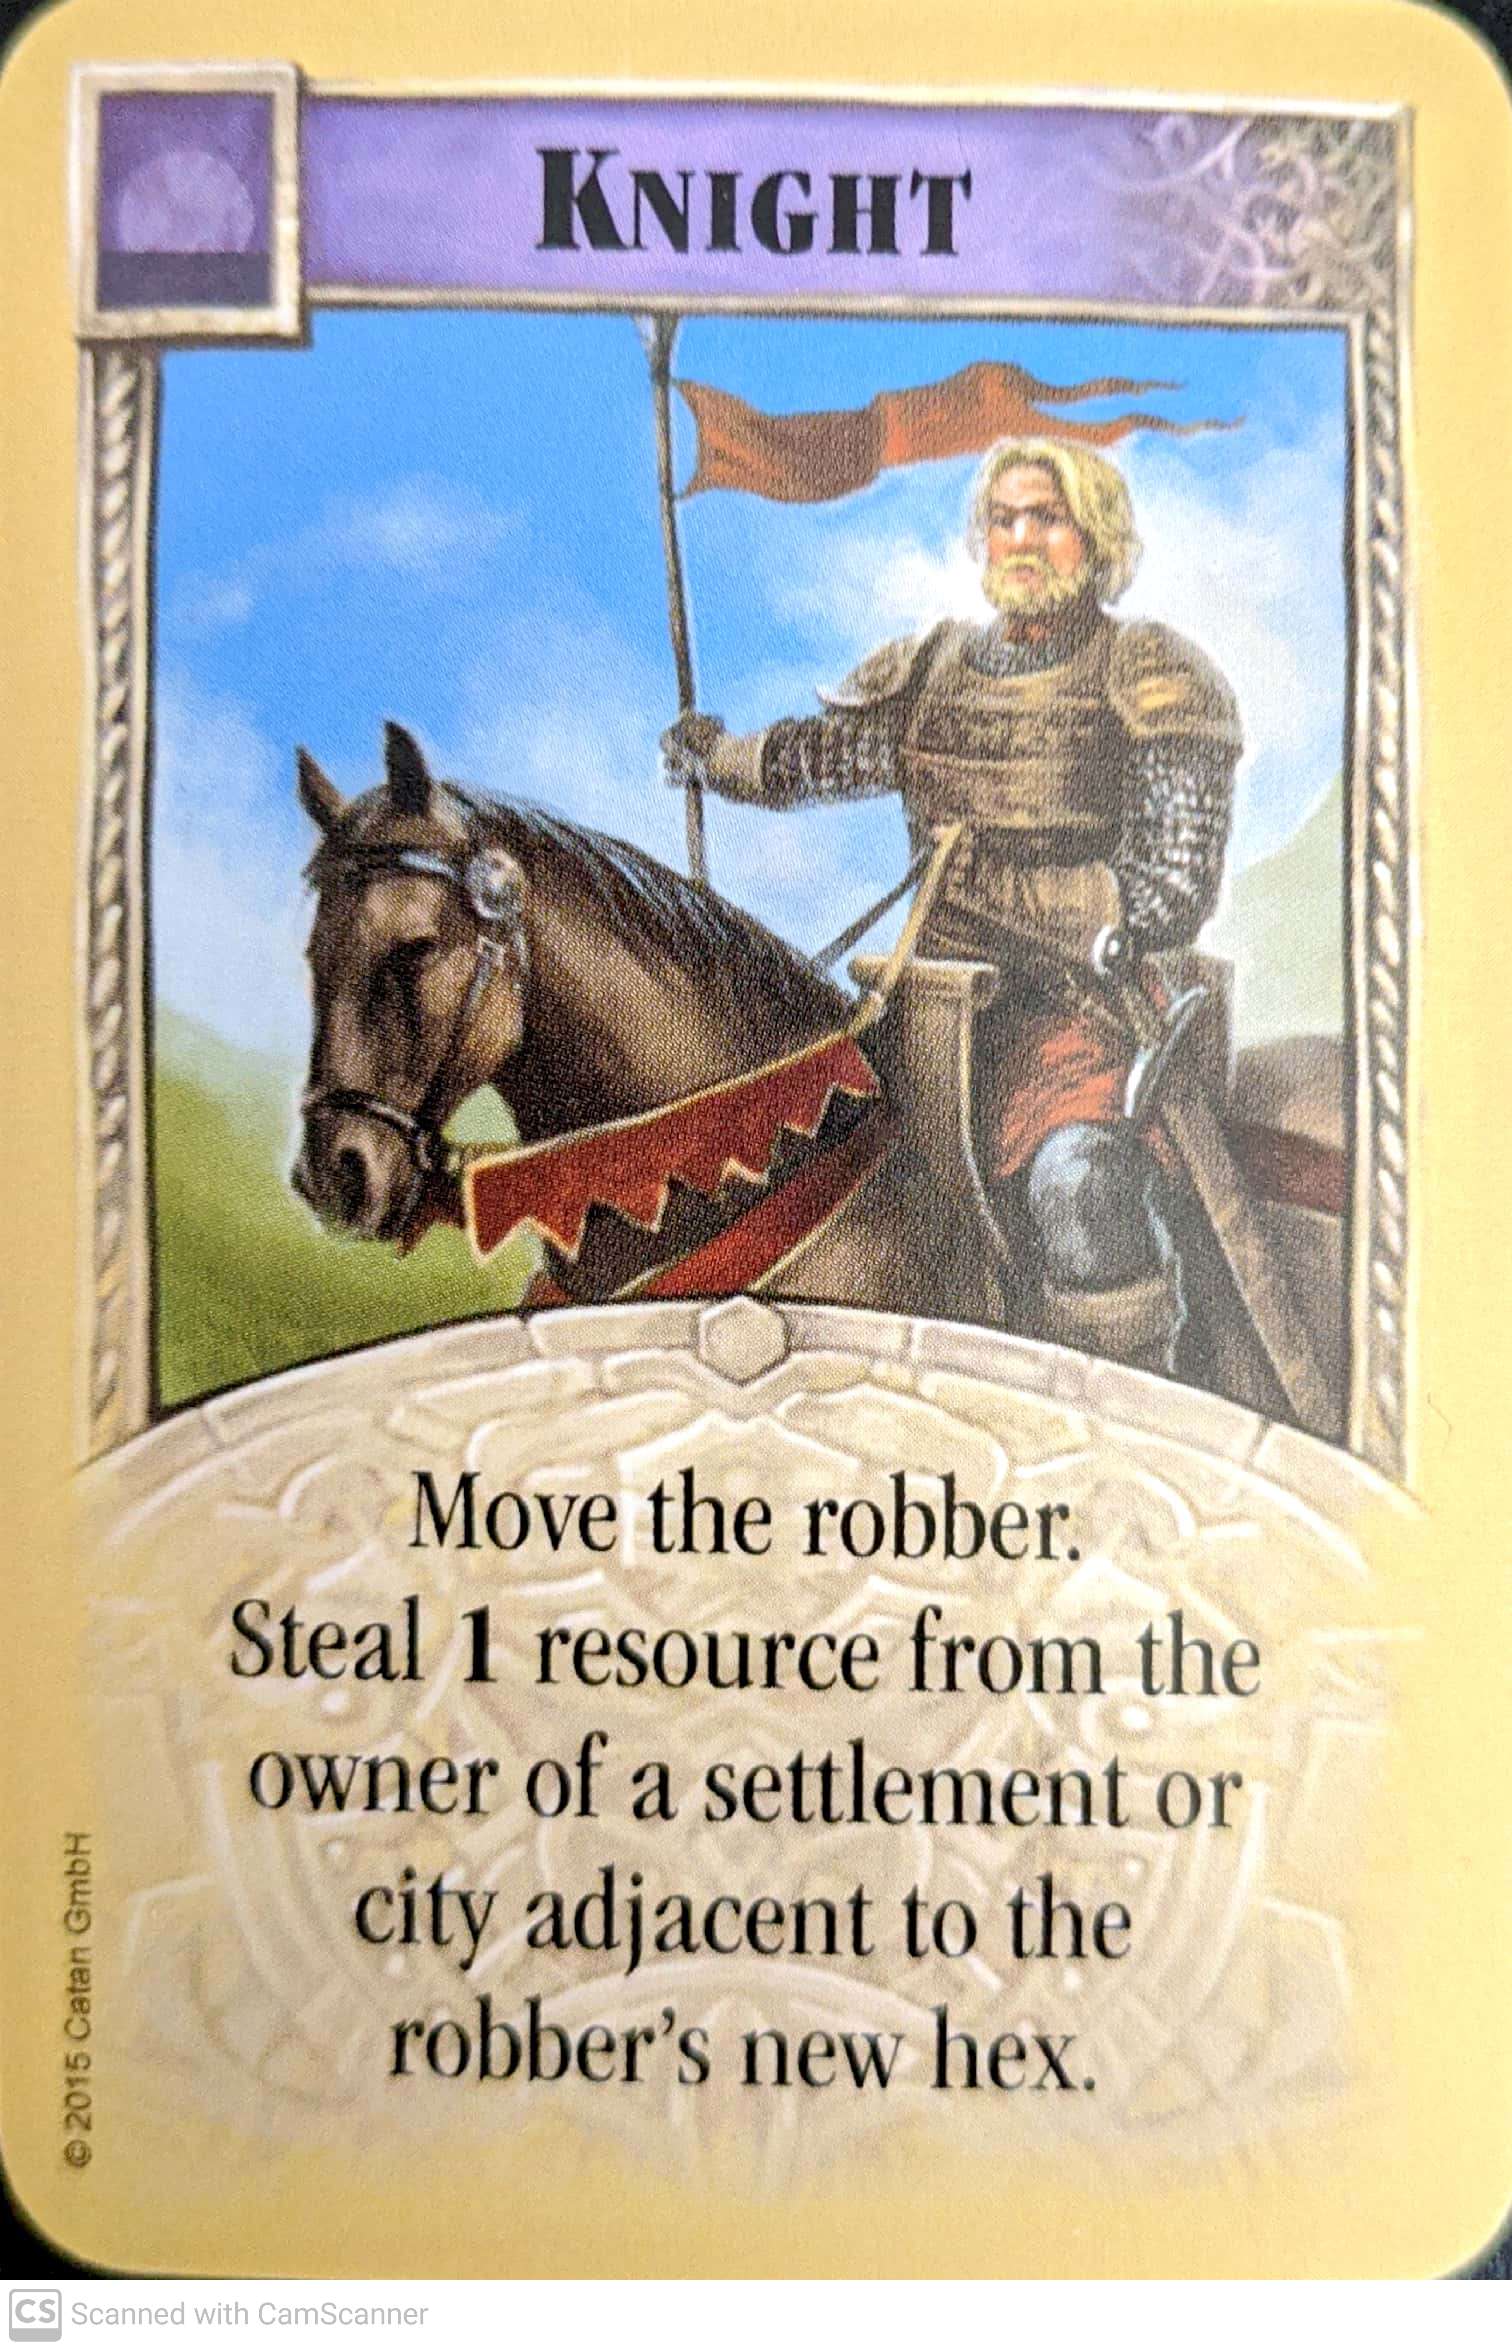 KNIGHT
Move the robber.
Steal 1 resource from the
owner of a settlement or
city adjacent to the
robber's new hex.
© 2015 Catan GmbH
CS Scanned with CamScanner